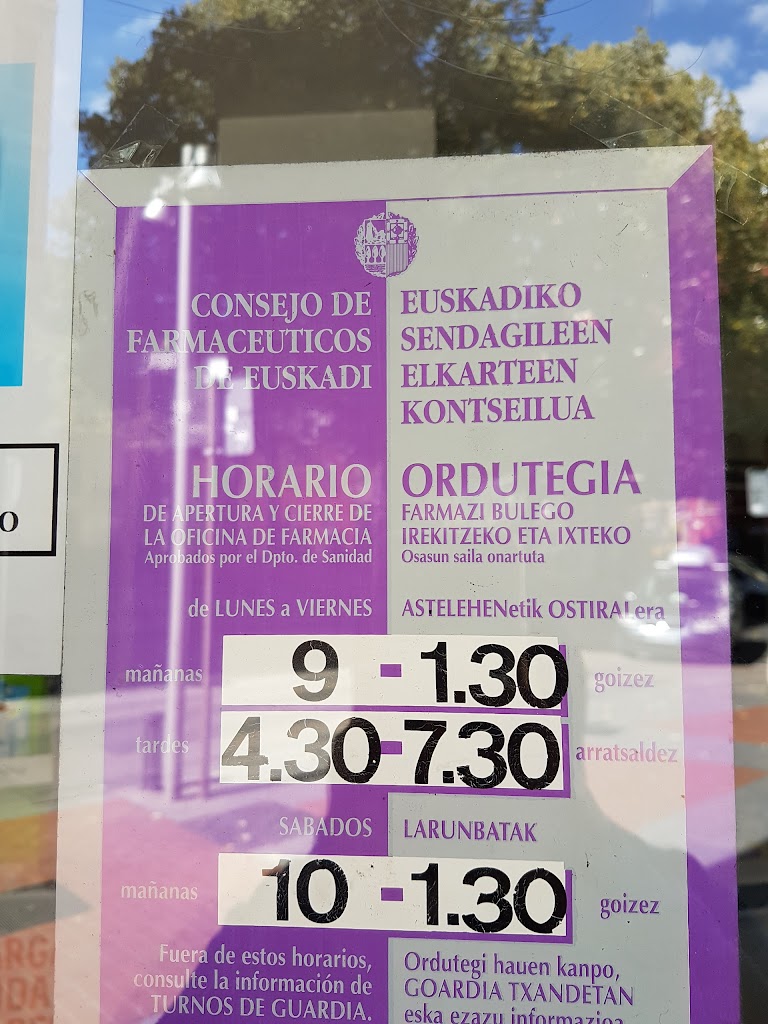 CONSEJO DE
FARMACEUTICOS
DE EUSKADI
EUSKADIKO
SENDAGILEEN
ELKARTEEN
KONTSEILUA
HORARIO
DE APERTURA Y CIERRE DE
LA OFICINA DE FARMACIA
Aprobados por el Dpto. de Sanidad
ORDUTEGIA
FARMAZI BULEGO
IREKITZEKO ETA IXTEKO
Osasun saila onartuta
de LUNES a VIERNES
ASTELEHENetik OSTIRALera
mañanas 9 - 1.30 goizez
tardes 4.30-7.30 arratsaldez
SABADOS LARUNBATAK
mañanas 10 -1.30 goizez
Fuera de estos horarios,
consulte la información de
TURNOS DE GUARDIA.
Ordutegi hauen kanpo,
GOARDIA TXANDETAN
eska ezazu informazioa